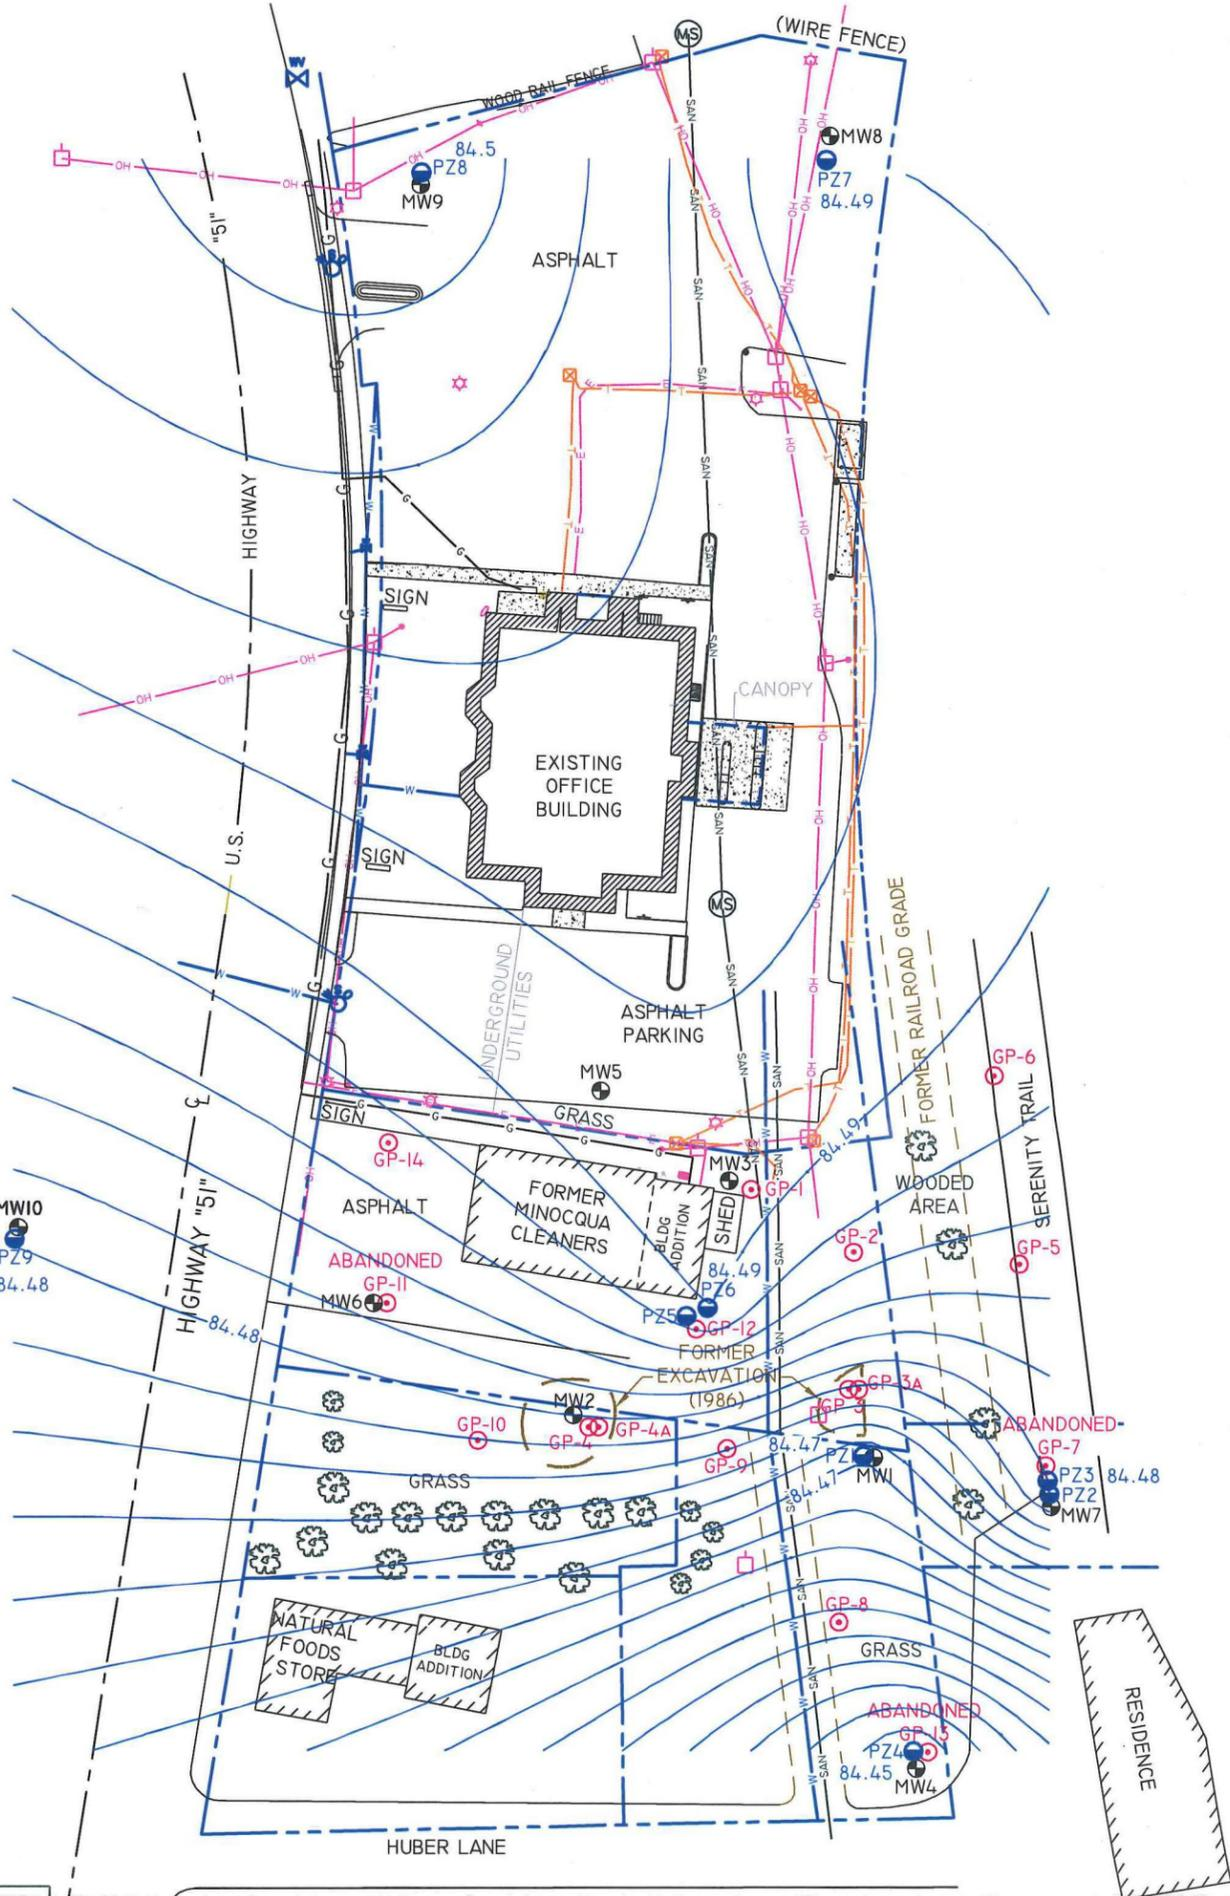 (WIRE FENCE)
MS
WV
WOOD RAIL FENCE
OH
SAN
MW8
PZ7
84.49
84.5
PZ8
MW9
"51"
ASPHALT
HIGHWAY
U.S.
SIGN
CANOPY
EXISTING
OFFICE
BUILDING
SIGN
MS
FORMER RAILROAD GRADE
UNDERGROUND
UTILITIES
ASPHALT
PARKING
MW5
GRASS
SIGN
GP-6
SERENITY TRAIL
GP-14
84.49
WOODED
AREA
MW3
GP-1
FORMER
MINOCQUA
CLEANERS
BLDG
ADDITION
SHED
ASPHALT
MW10
PZ9
84.48
HIGHWAY "51"
GP-2
GP-5
ABANDONED
GP-11
MW6
84.49
PZ6
PZ5
GP-12
84.48
FORMER
EXCAVATION
(1986)
GP-3A
GP-3
MW2
GP-10
GP-4
GP-4A
GP-9
84.47
PZ1
MW1
84.47
ABANDONED
GP-7
PZ3 84.48
PZ2
MW7
GRASS
GP-8
GRASS
NATURAL
FOODS
STORE
BLDG
ADDITION
ABANDONED
GP-13
PZ4
84.45
MW4
RESIDENCE
HUBER LANE